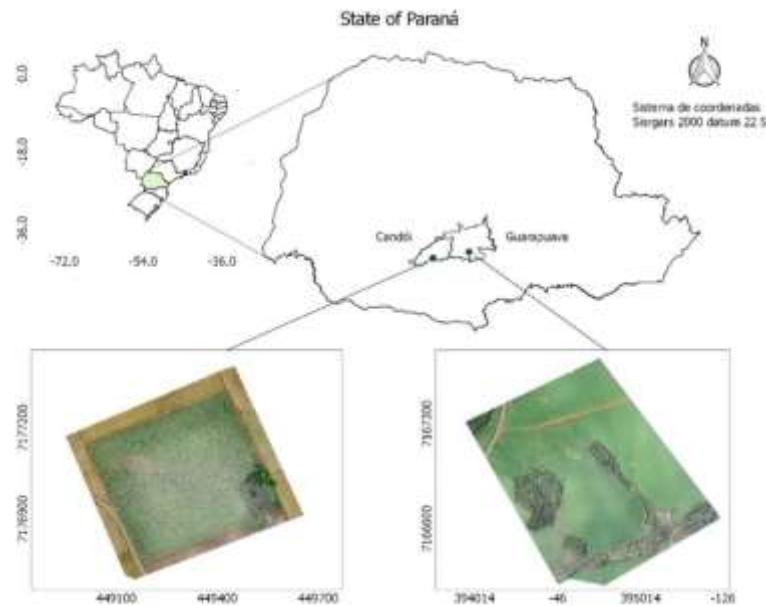 State of Paraná
N
Sistema de coordenadas
Sirgars 2000 datum 22 S
0.0
-18.0
-36.0
-72.0
-54.0
-36.0
Candói
Guarapuava
7177200
7176900
449100
449400
449700
7167300
7166600
394014
-46
395014
-126